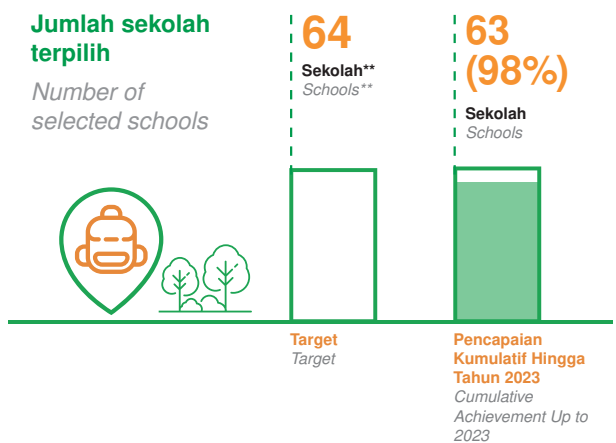 Jumlah sekolah
terpilih
Number of
selected schools
64
Sekolah**
Schools**
63
(98%)
Sekolah
Schools
Target
Target
Pencapaian
Kumulatif Hingga
Tahun 2023
Cumulative
Achievement Up to
2023